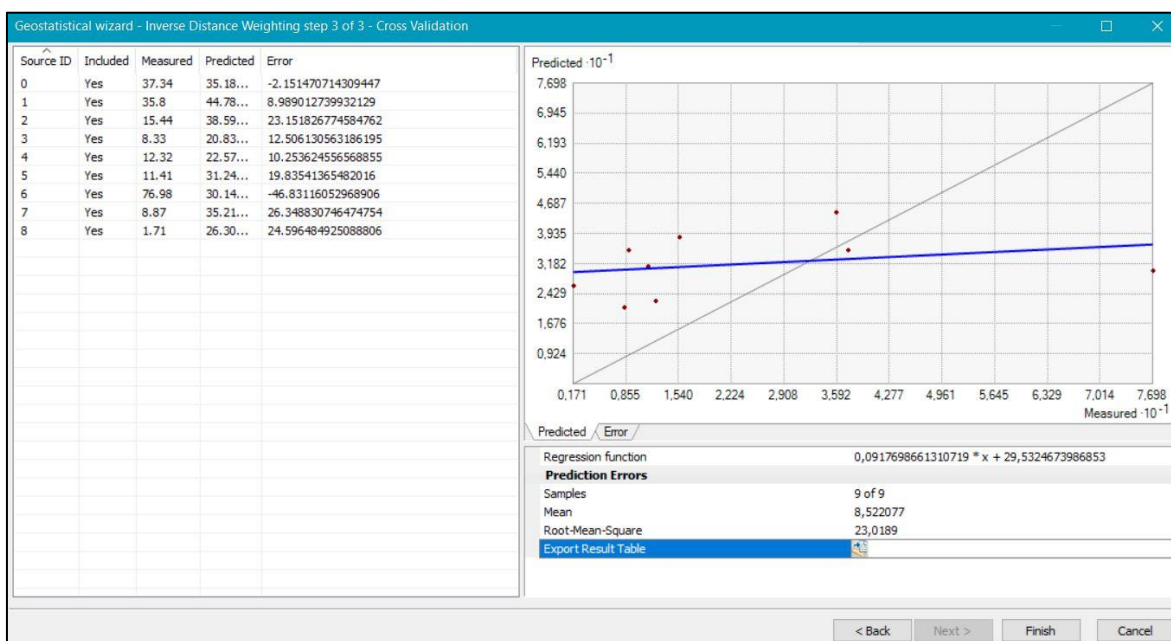 Geostatistical wizard - Inverse Distance Weighting step 3 of 3 - Cross Validation
Source ID Included Measured Predicted Error
0 Yes 37.34 35.18... -2.151470714309447
1 Yes 35.8 44.78... 8.989012739932129
2 Yes 15.44 38.59... 23.151826774584762
3 Yes 8.33 20.83... 12.506130563186195
4 Yes 12.32 22.57... 10.253624556568855
5 Yes 11.41 31.24... 19.83541365482016
6 Yes 76.98 30.14... -46.83116052968906
7 Yes 8.87 35.21... 26.348830746474754
8 Yes 1.71 26.30... 24.596484925088806
Predicted ·10⁻¹
7,698
6,945
6,193
5,440
4,687
3,935
3,182
2,429
1,676
0,924
0,171 0,855 1,540 2,224 2,908 3,592 4,277 4,961 5,645 6,329 7,014 7,698
Measured ·10⁻¹
Predicted Error
Regression function 0,0917698661310719 * x + 29,5324673986853
Prediction Errors
Samples 9 of 9
Mean 8,522077
Root-Mean-Square 23,0189
Export Result Table
< Back Next > Finish Cancel